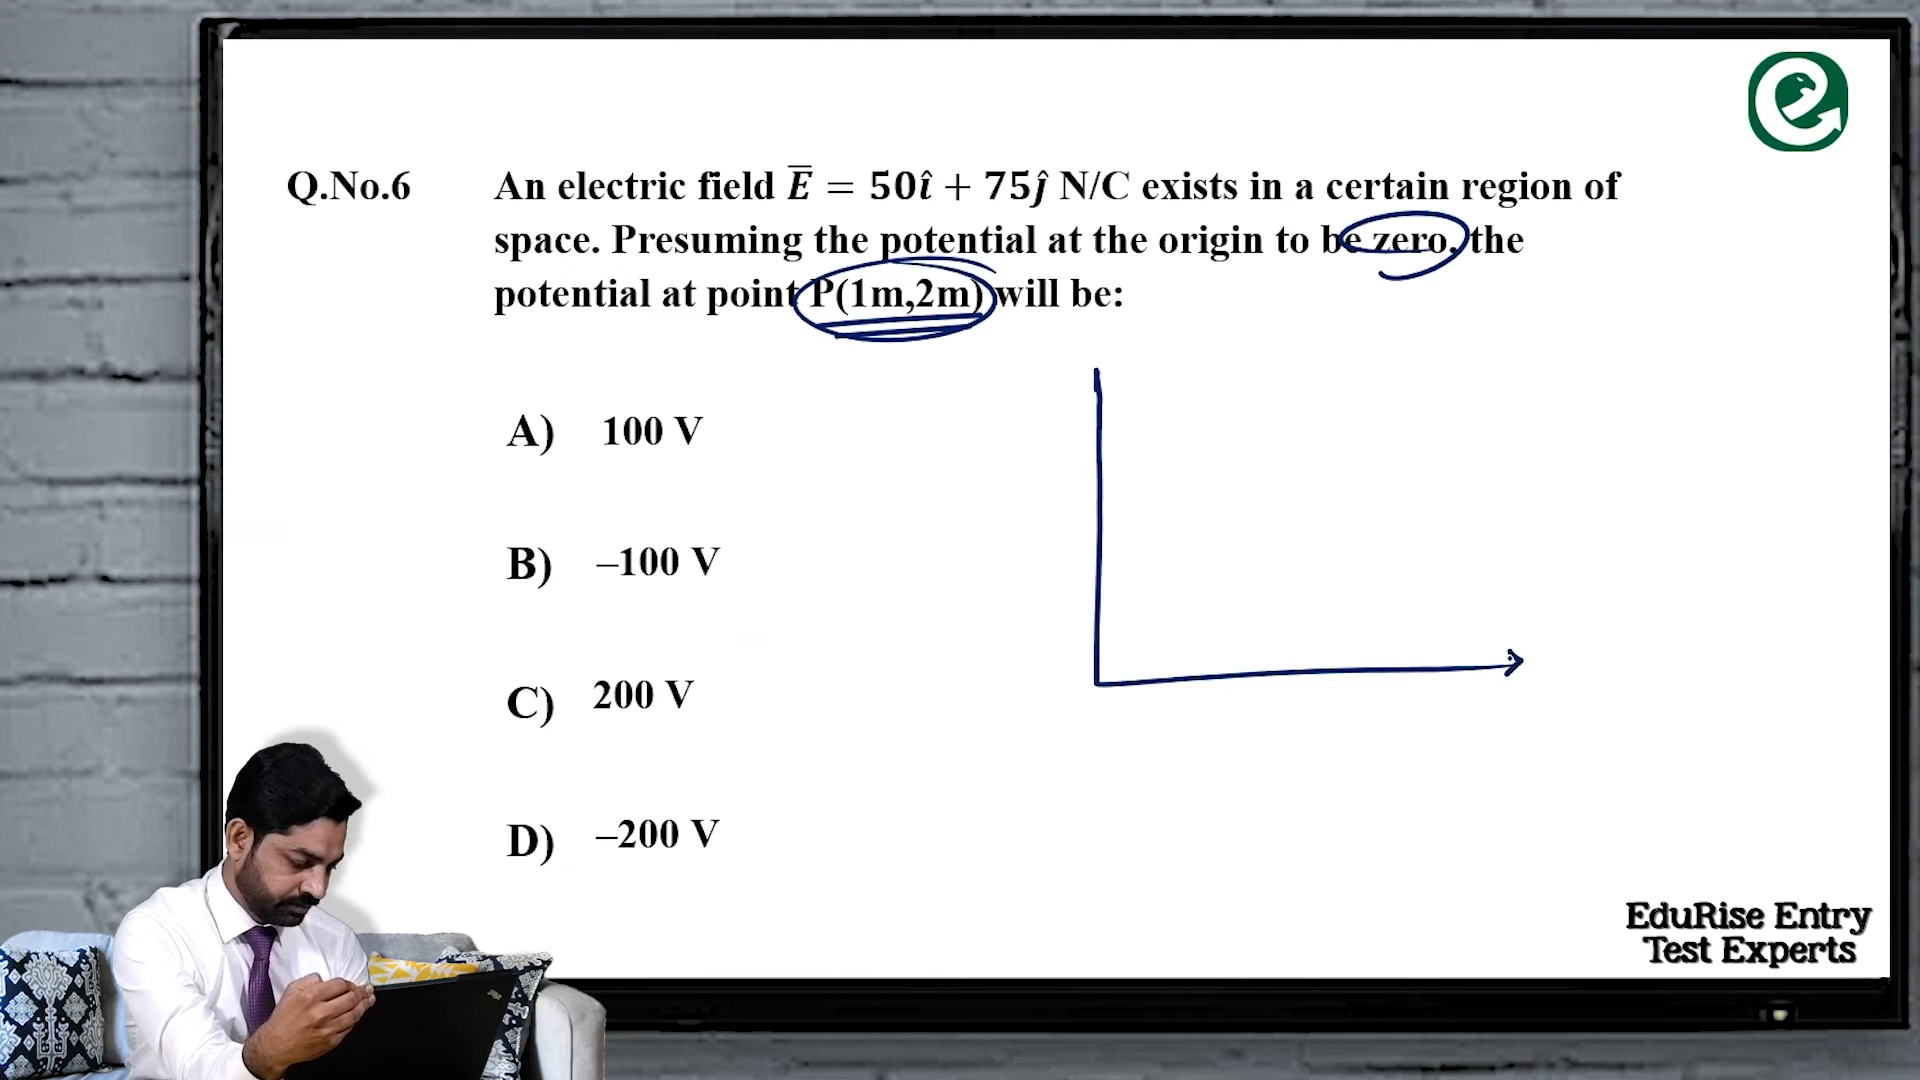 Q.No.6 An electric field E̅ = 50î + 75ĵ N/C exists in a certain region of
space. Presuming the potential at the origin to be zero, the
potential at point P(1m,2m) will be:
A) 100 V
B) –100 V
C) 200 V
D) –200 V
EduRise Entry
Test Experts